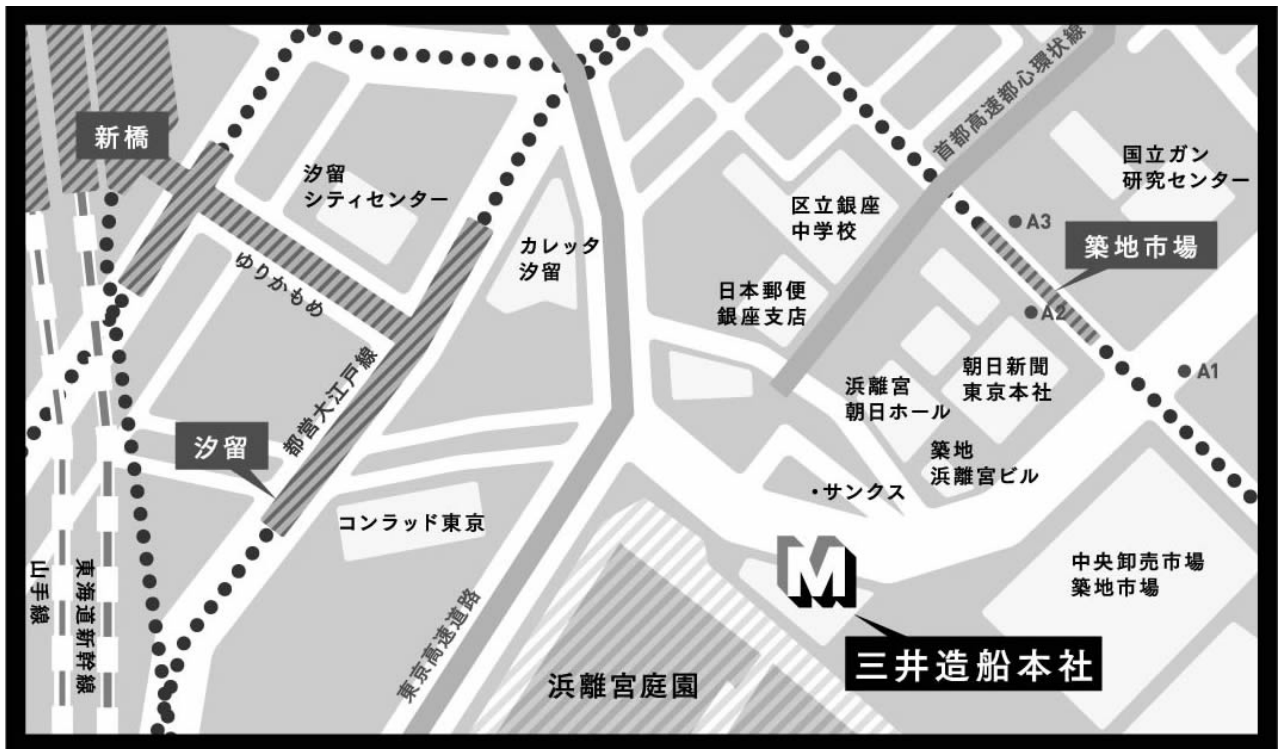 新橋
汐留
シティセンター
カレッタ
汐留
ゆりかもめ
都営大江戸線
汐留
コンラッド東京
山手線
東海道新幹線
東京高速道路
首都高速都心環状線
国立ガン
研究センター
区立銀座
中学校
A3
築地市場
日本郵便
銀座支店
A2
A1
朝日新聞
東京本社
浜離宮
朝日ホール
築地
浜離宮ビル
・サンクス
中央卸売市場
築地市場
M
三井造船本社
浜離宮庭園